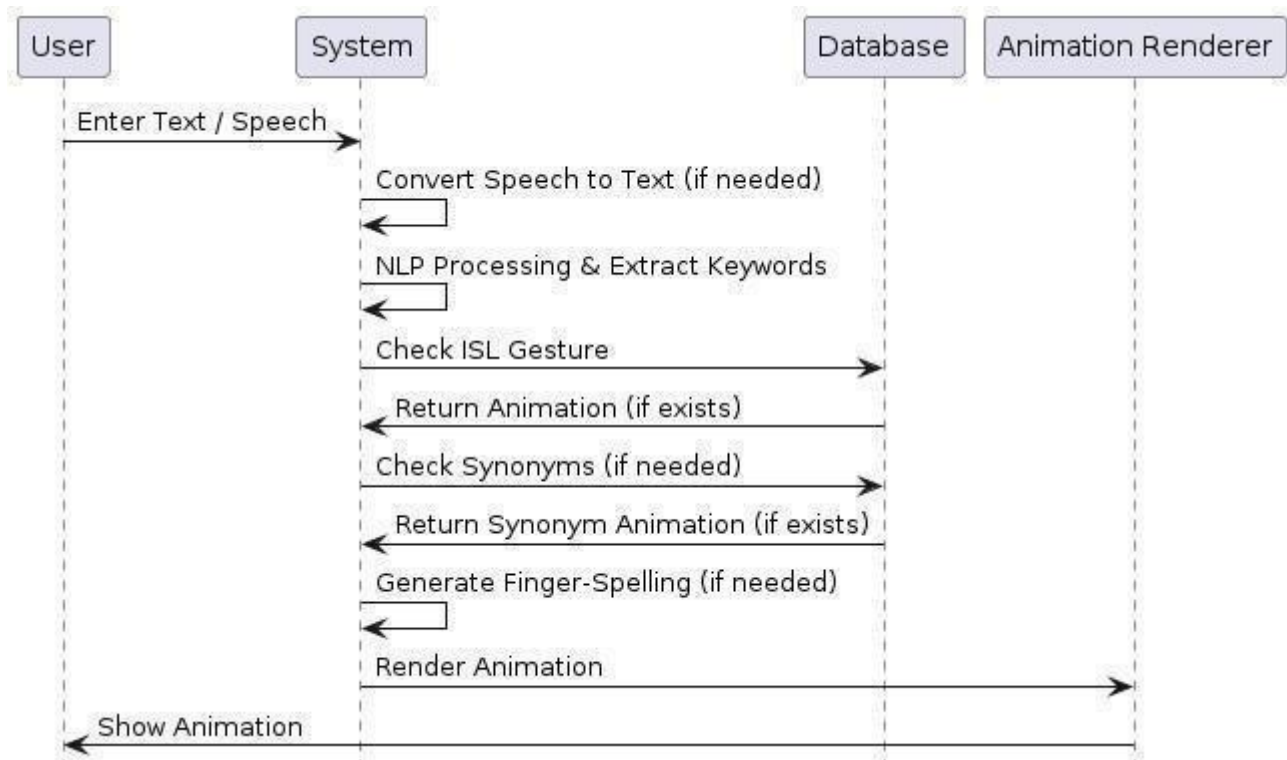 User System Database Animation Renderer
Enter Text / Speech
Convert Speech to Text (if needed)
NLP Processing & Extract Keywords
Check ISL Gesture
Return Animation (if exists)
Check Synonyms (if needed)
Return Synonym Animation (if exists)
Generate Finger-Spelling (if needed)
Render Animation
Show Animation